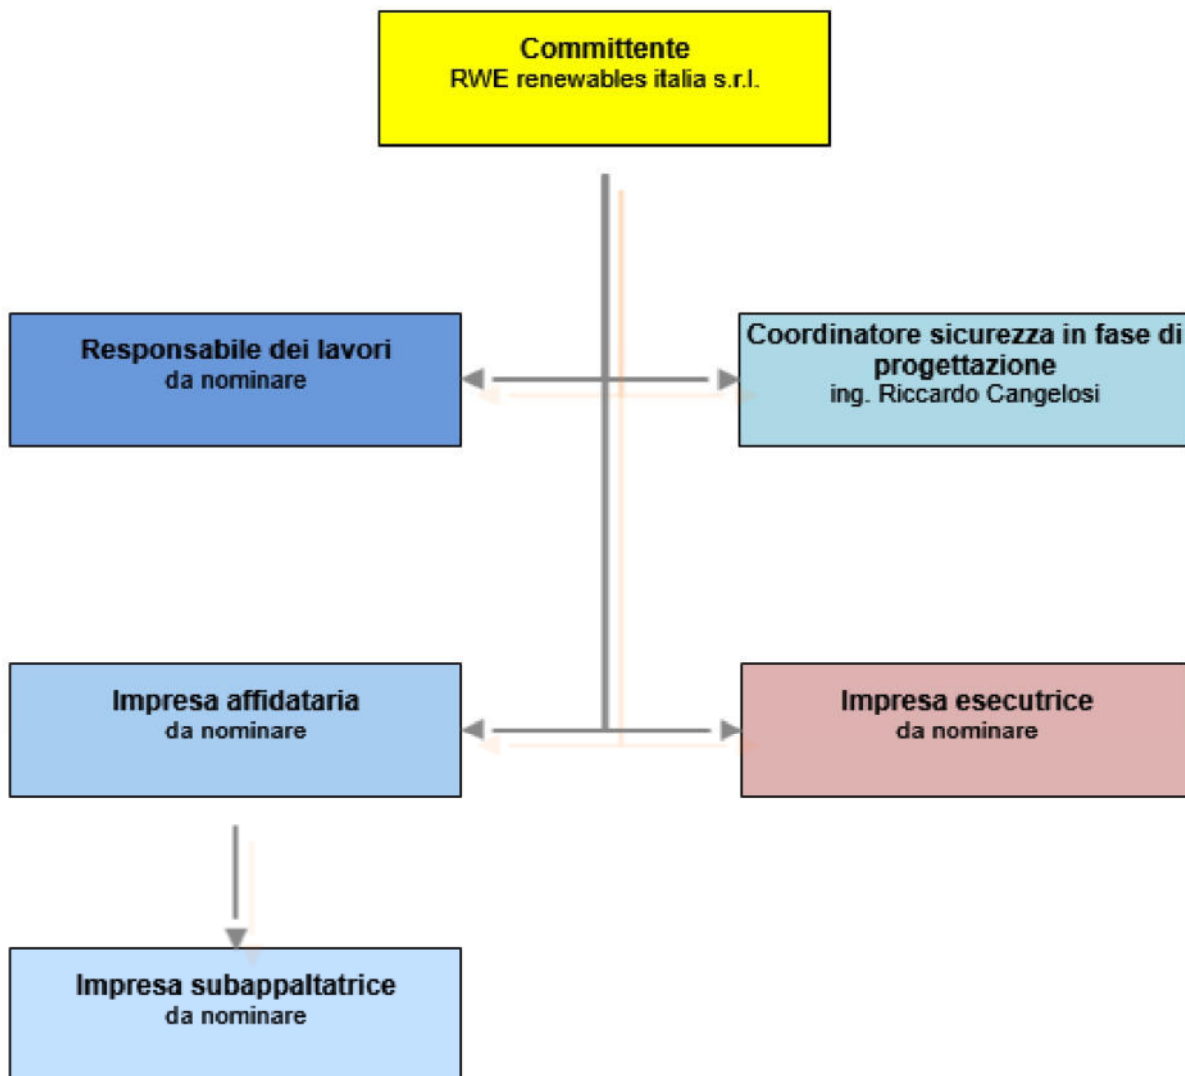 Committente
RWE renewables italia s.r.l.
Responsabile dei lavori
da nominare
Coordinatore sicurezza in fase di
progettazione
ing. Riccardo Cangelosi
Impresa affidataria
da nominare
Impresa esecutrice
da nominare
Impresa subappaltatrice
da nominare